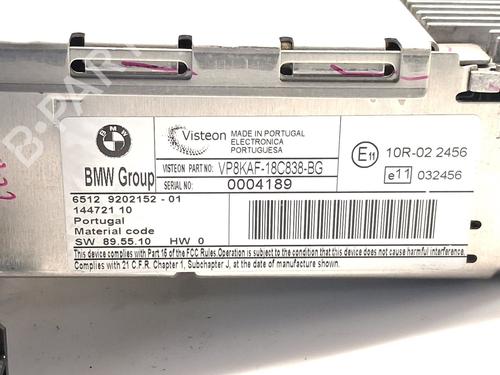 BMW
BMW Group
Visteon
MADE IN PORTUGAL
ELECTRONICA
PORTUGUESA
VISTEON PART NO: VP8KAF-18C838-BG
SERIAL NO: 0004189
E11 10R-02 2456
e11 032456
6512 9202152-01
144721 10
Portugal
Material code
SW 89.55.10 HW 0
This device complies with Part 15 of the FCC Rules.Operation is subject to the condition that this device does not cause harmful interference.
Complies with 21 C.F.R. Chapter 1, Subchapter J, at the date of manufacture
B-PART